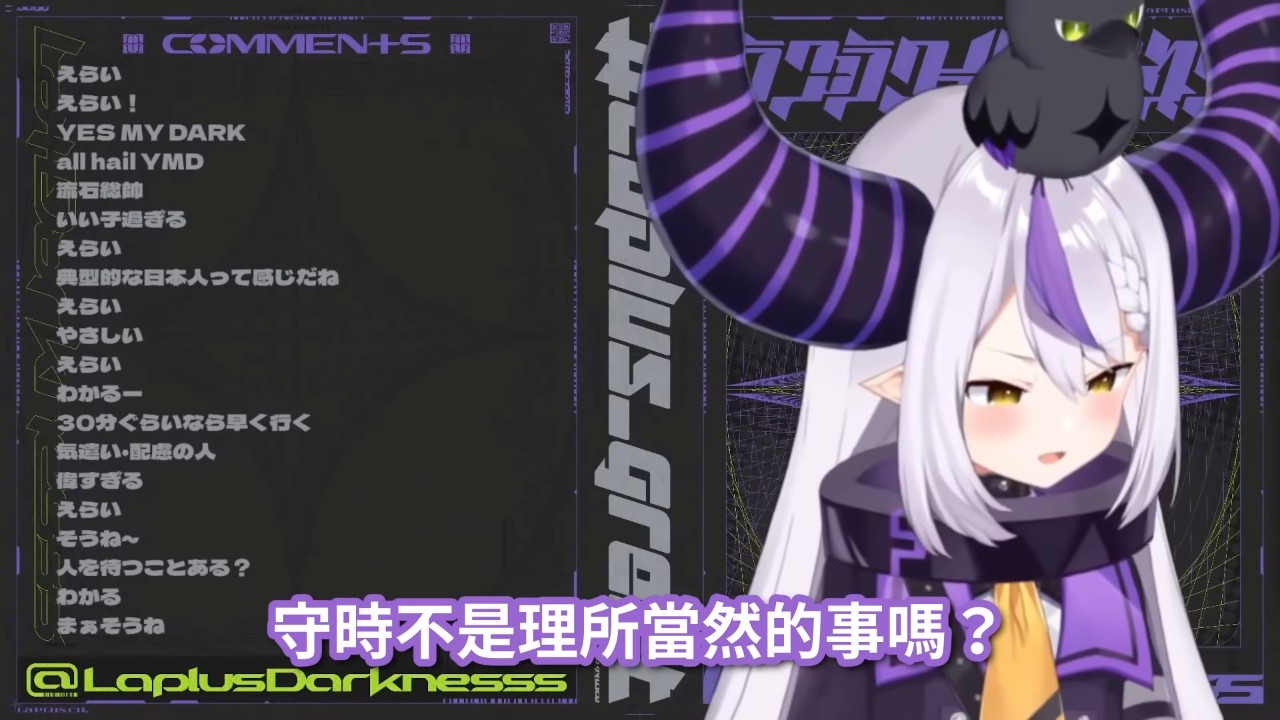 COMMENTS
えらい
えらい！
YES MY DARK
all hail YMD
流石総帥
いい子過ぎる
えらい
典型的な日本人って感じだね
えらい
やさしい
えらい
わかるー
30分ぐらいなら早く行く
気遣い・配慮の人
偉すぎる
えらい
そうね～
人を待つことある？
わかる
まぁそうね
守時不是理所當然的事嗎？
@LaplusDarknesss